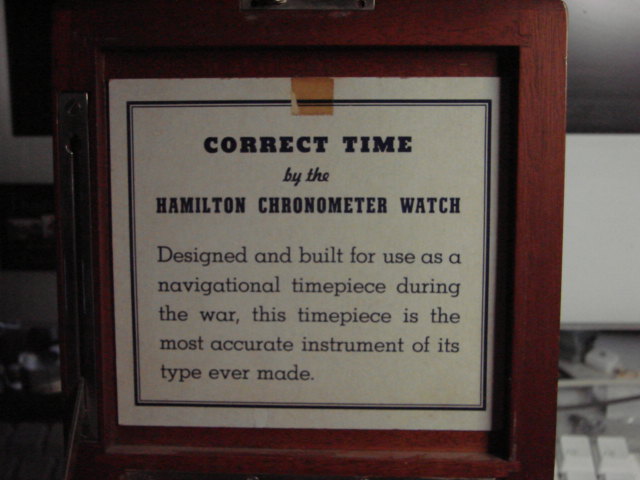 CORRECT TIME
by the
HAMILTON CHRONOMETER WATCH
Designed and built for use as a
navigational timepiece during
the war, this timepiece is the
most accurate instrument of its
type ever made.